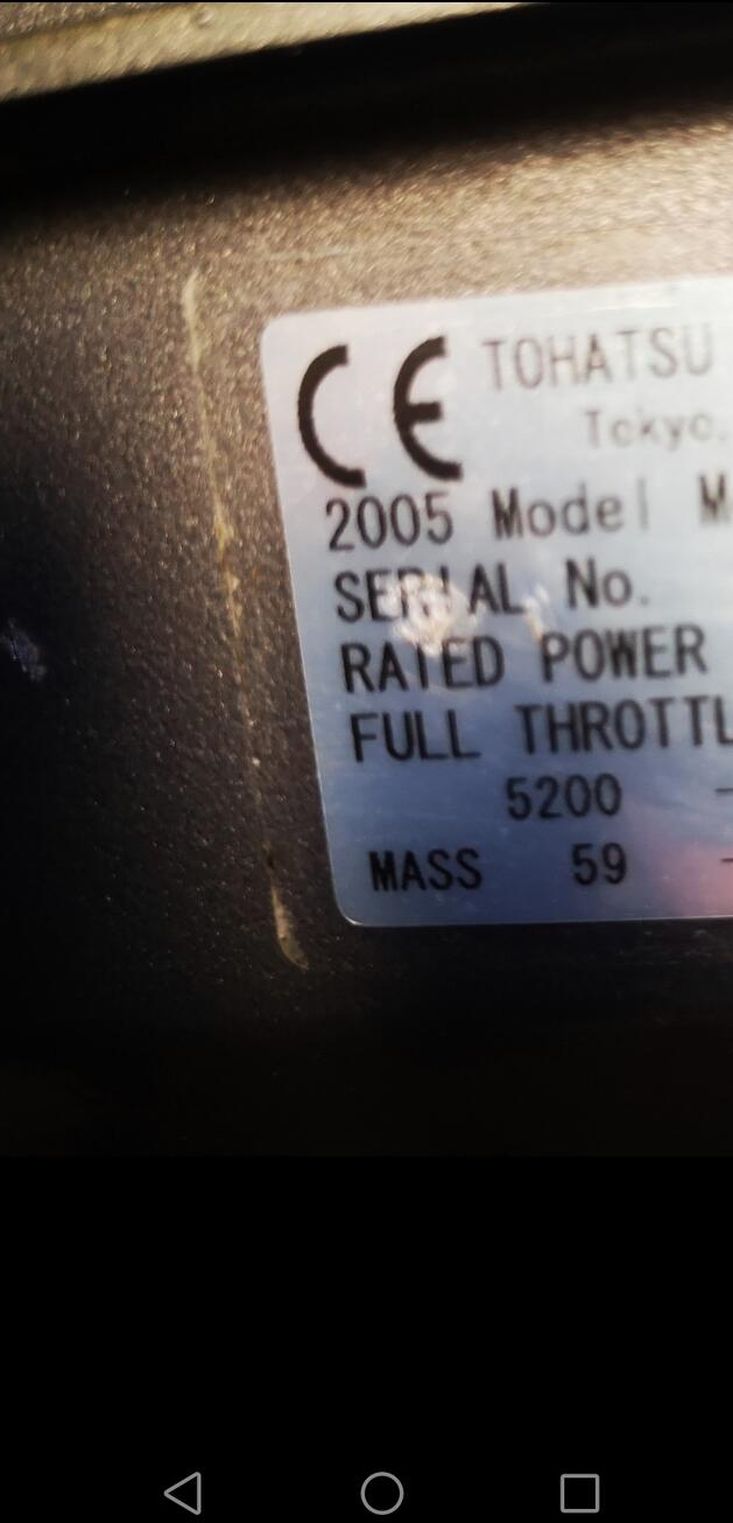 CE TOHATSU
Tokyo.
2005 Model M
SERIAL No.
RATED POWER
FULL THROTTL
5200 -
MASS 59 -